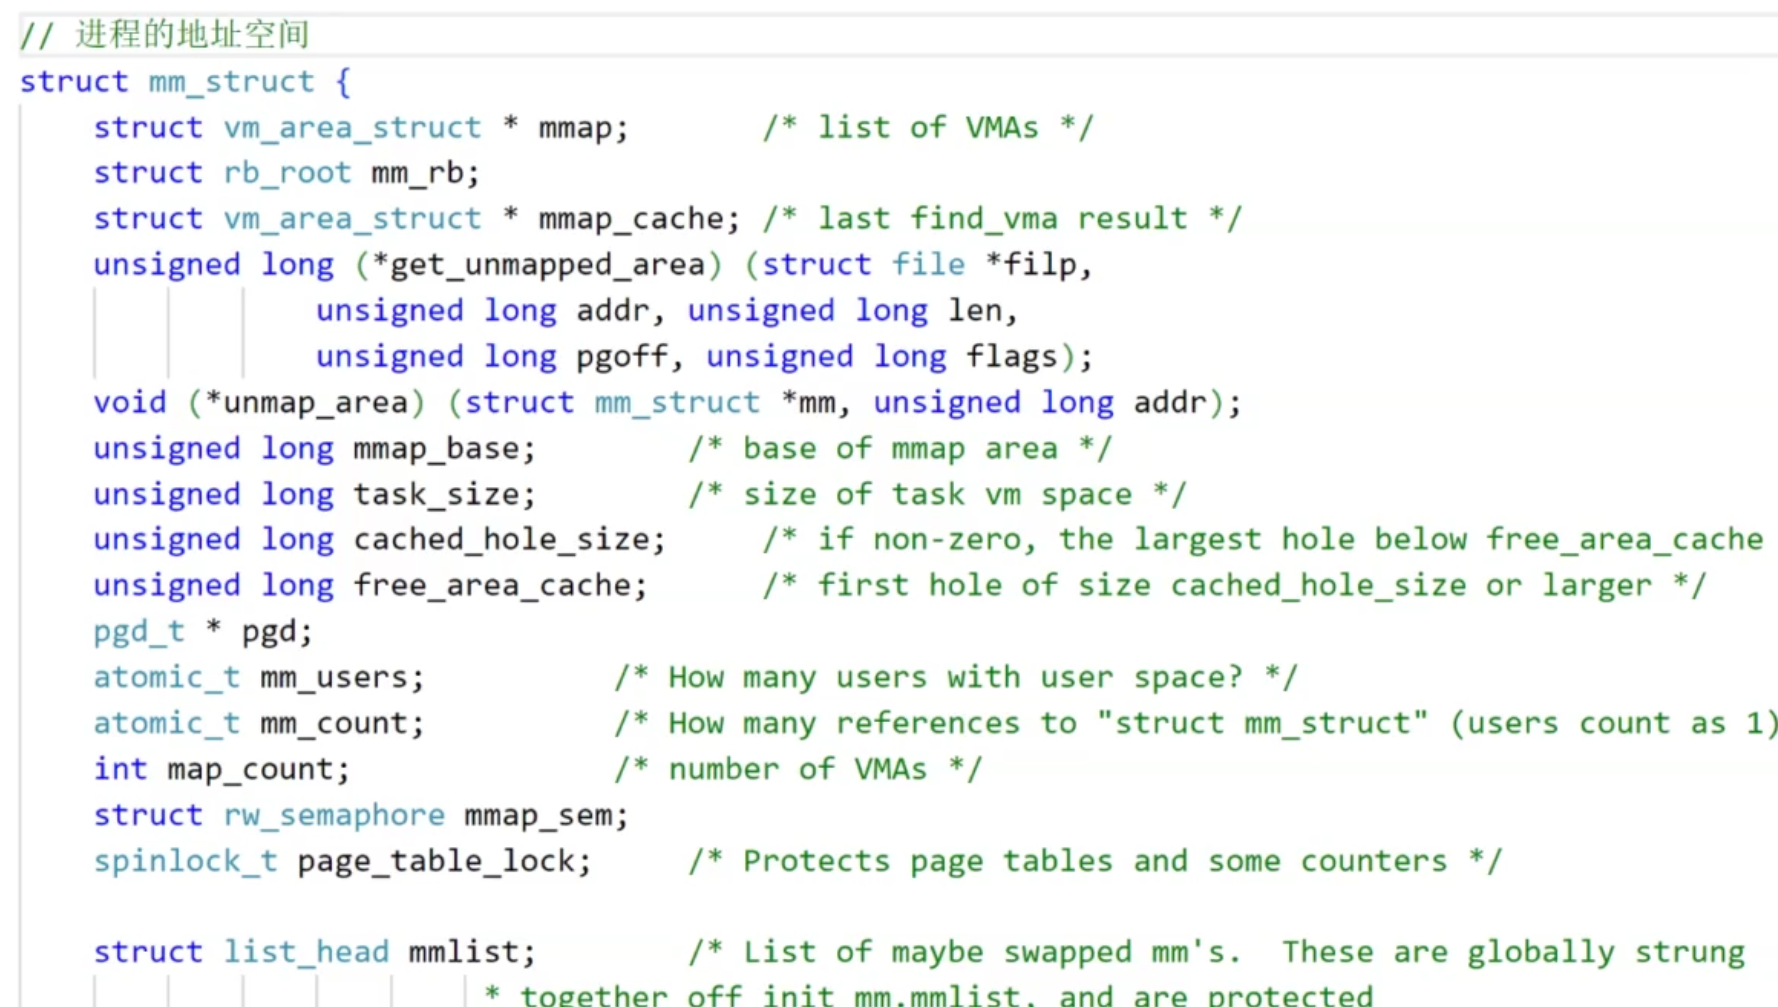 // 进程的地址空间
struct mm_struct {
    struct vm_area_struct * mmap;       /* list of VMAs */
    struct rb_root mm_rb;
    struct vm_area_struct * mmap_cache; /* last find_vma result */
    unsigned long (*get_unmapped_area) (struct file *filp,
                unsigned long addr, unsigned long len,
                unsigned long pgoff, unsigned long flags);
    void (*unmap_area) (struct mm_struct *mm, unsigned long addr);
    unsigned long mmap_base;        /* base of mmap area */
    unsigned long task_size;        /* size of task vm space */
    unsigned long cached_hole_size;     /* if non-zero, the largest hole below free_area_cache
    unsigned long free_area_cache;      /* first hole of size cached_hole_size or larger */
    pgd_t * pgd;
    atomic_t mm_users;          /* How many users with user space? */
    atomic_t mm_count;          /* How many references to "struct mm_struct" (users count as 1)
    int map_count;              /* number of VMAs */
    struct rw_semaphore mmap_sem;
    spinlock_t page_table_lock;     /* Protects page tables and some counters */
    struct list_head mmlist;        /* List of maybe swapped mm's.  These are globally strung
                         * together off init_mm.mmlist, and are protected